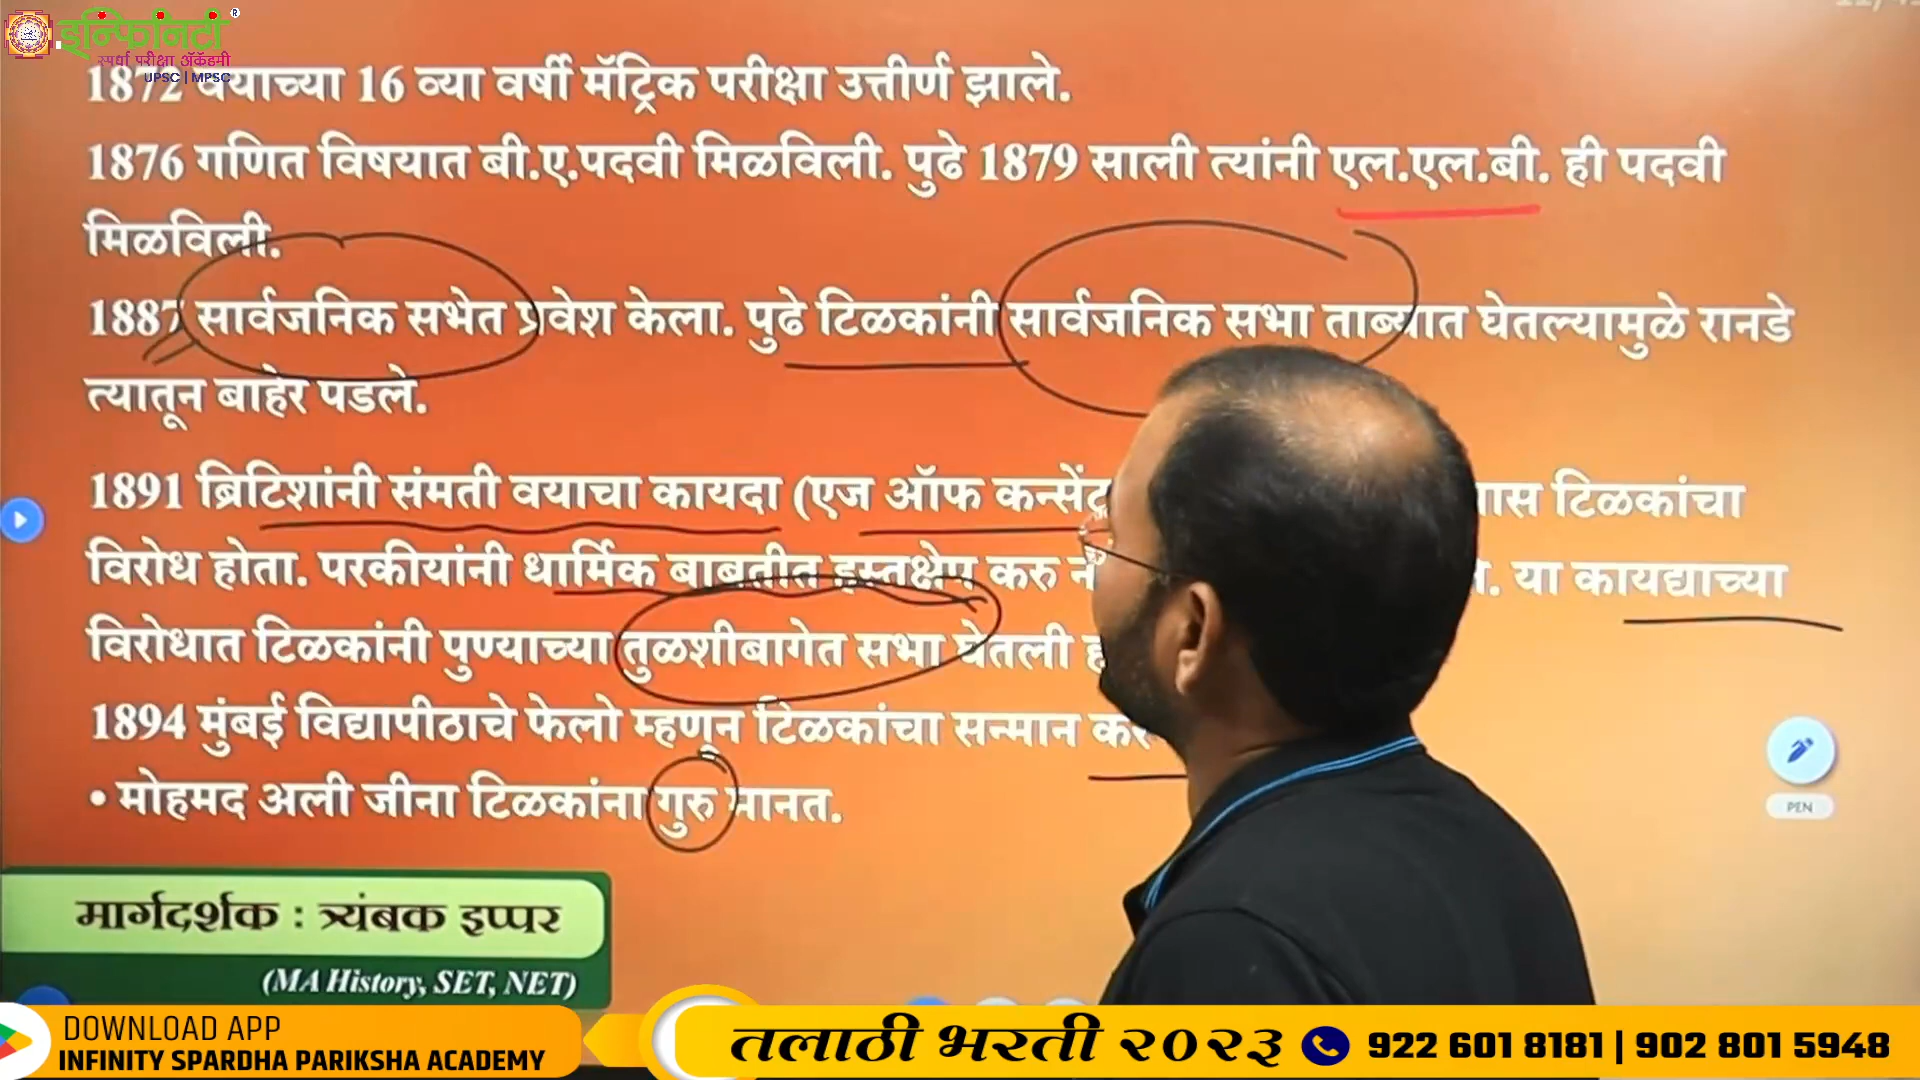 इन्फिनिटी
स्पर्धा परीक्षा अ‍ॅकॅडमी
UPSC | MPSC
1872 वयाच्या 16 व्या वर्षी मॅट्रिक परीक्षा उत्तीर्ण झाले.
1876 गणित विषयात बी.ए.पदवी मिळविली. पुढे 1879 साली त्यांनी एल.एल.बी. ही पदवी
मिळविली.
1887 सार्वजनिक सभेत प्रवेश केला. पुढे टिळकांनी सार्वजनिक सभा ताब्यात घेतल्यामुळे रानडे
त्यातून बाहेर पडले.
1891 ब्रिटिशांनी संमती वयाचा कायदा (एज ऑफ कन्सेंट टिळकांचा
विरोध होता. परकीयांनी धार्मिक बाबतीत हस्तक्षेप करु या कायद्याच्या
विरोधात टिळकांनी पुण्याच्या तुळशीबागेत सभा घेतली
1894 मुंबई विद्यापीठाचे फेलो म्हणून टिळकांचा सन्मान
• मोहमद अली जीना टिळकांना गुरु मानत.
PEN
मार्गदर्शक : त्र्यंबक इप्पर
(MA History, SET, NET)
DOWNLOAD APP
INFINITY SPARDHA PARIKSHA ACADEMY
तलाठी भरती २०२३
922 601 8181 | 902 801 5948